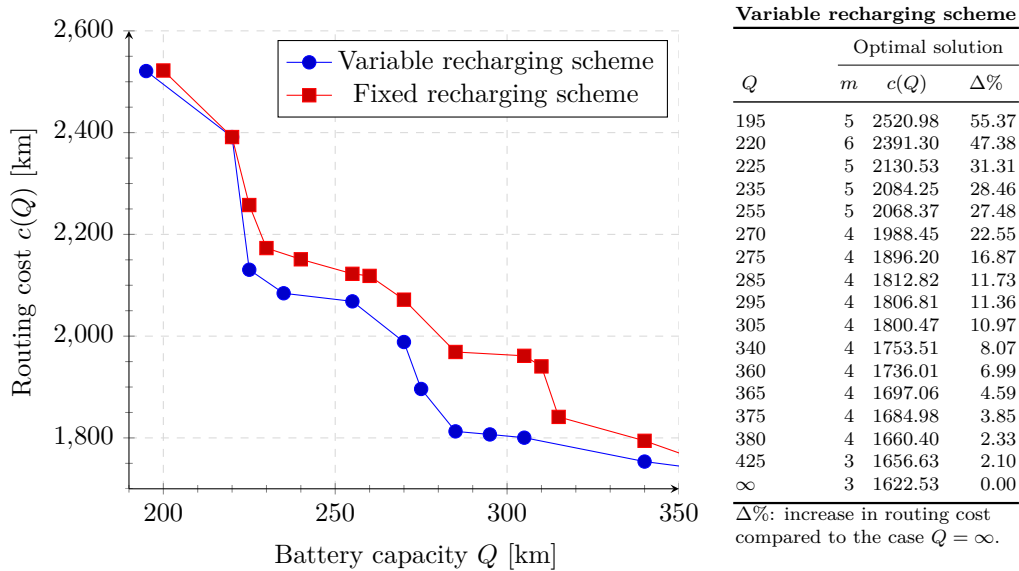 2,600
2,400
2,200
2,000
1,800
Routing cost c(Q) [km]
Variable recharging scheme
Fixed recharging scheme
200 250 300 350
Battery capacity Q [km]
Variable recharging scheme
Optimal solution
Q m c(Q) Δ%
195 5 2520.98 55.37
220 6 2391.30 47.38
225 5 2130.53 31.31
235 5 2084.25 28.46
255 5 2068.37 27.48
270 4 1988.45 22.55
275 4 1896.20 16.87
285 4 1812.82 11.73
295 4 1806.81 11.36
305 4 1800.47 10.97
340 4 1753.51 8.07
360 4 1736.01 6.99
365 4 1697.06 4.59
375 4 1684.98 3.85
380 4 1660.40 2.33
425 3 1656.63 2.10
∞ 3 1622.53 0.00
Δ%: increase in routing cost
compared to the case Q = ∞.